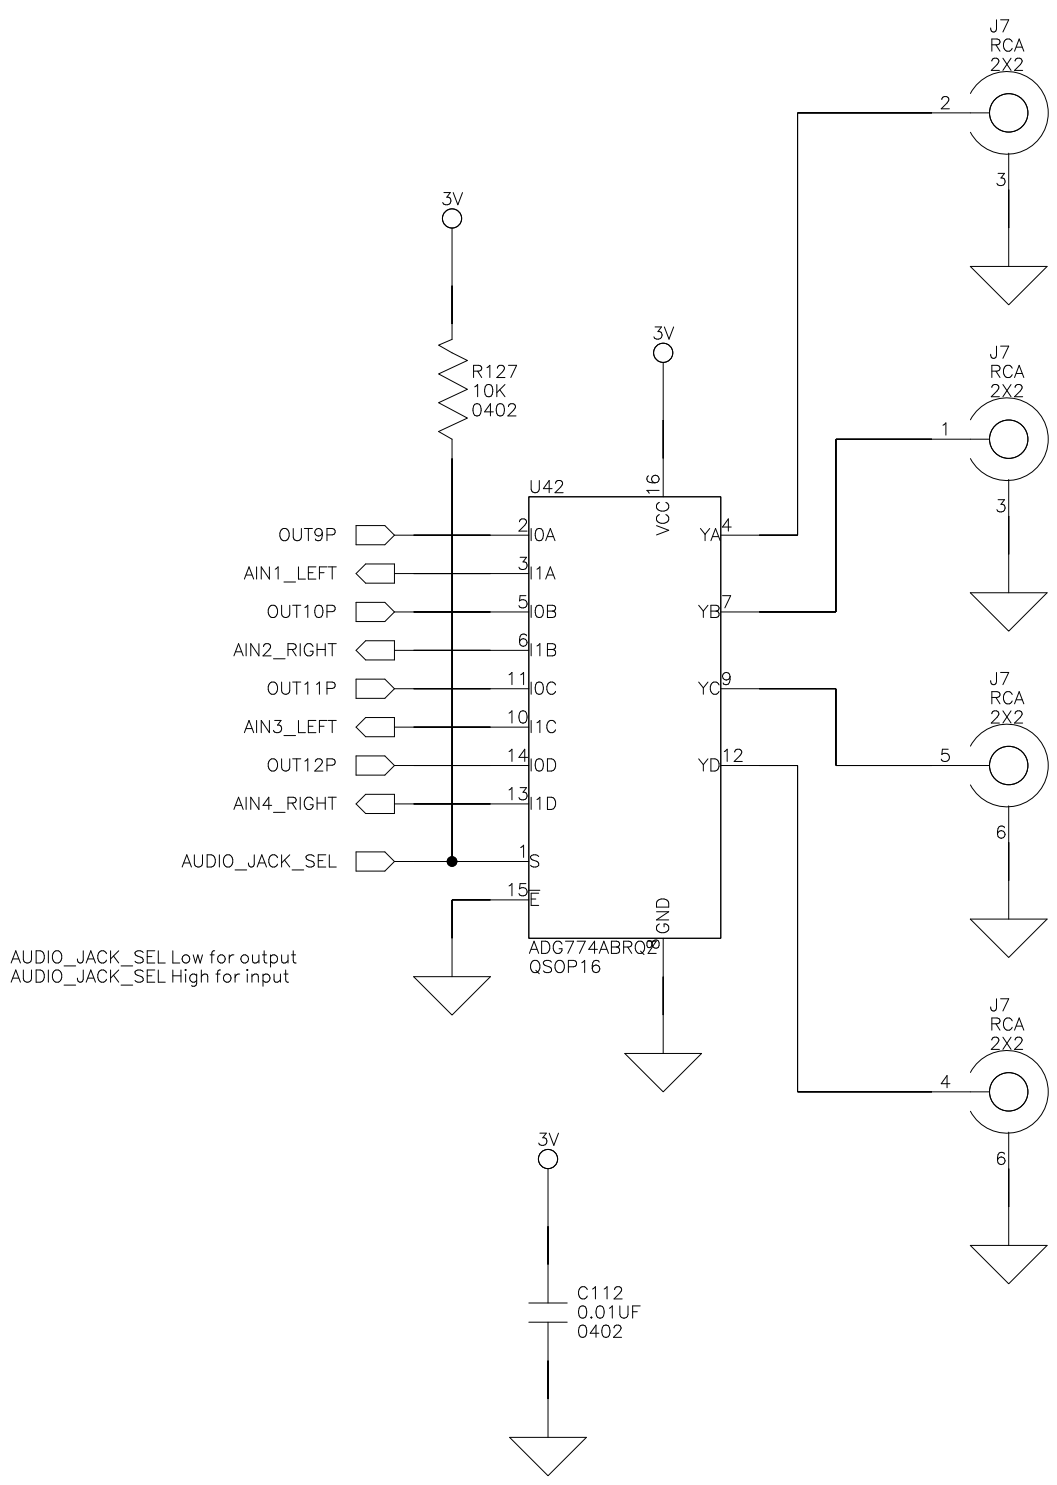 J7
RCA
2X2
2
3
3V
R127
10K
0402
3V
J7
RCA
2X2
1
3
U42
16
VCC
OUT9P
2
I0A
YA
4
AIN1_LEFT
3
I1A
OUT10P
5
I0B
YB
7
AIN2_RIGHT
6
I1B
OUT11P
11
I0C
YC
9
AIN3_LEFT
10
I1C
OUT12P
14
I0D
YD
12
AIN4_RIGHT
13
I1D
AUDIO_JACK_SEL
1
S
15
E
GND
8
ADG774ABRQZ
QSOP16
J7
RCA
2X2
5
6
AUDIO_JACK_SEL Low for output
AUDIO_JACK_SEL High for input
J7
RCA
2X2
4
6
3V
C112
0.01UF
0402